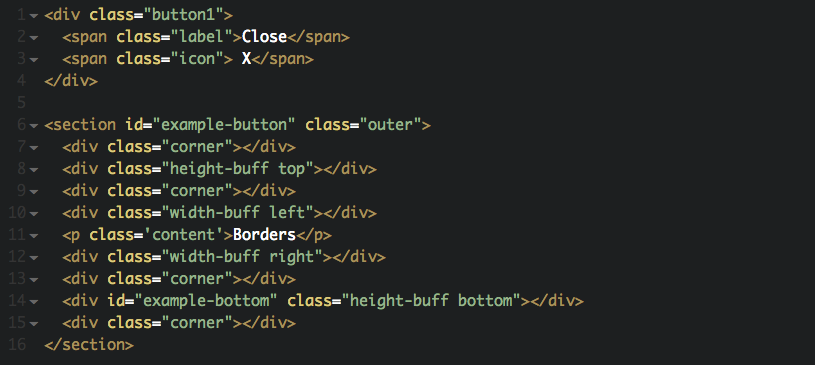 1 <div class="button1">
2   <span class="label">Close</span>
3   <span class="icon"> X</span>
4 </div>
5
6 <section id="example-button" class="outer">
7   <div class="corner"></div>
8   <div class="height-buff top"></div>
9   <div class="corner"></div>
10   <div class="width-buff left"></div>
11   <p class='content'>Borders</p>
12   <div class="width-buff right"></div>
13   <div class="corner"></div>
14   <div id="example-bottom" class="height-buff bottom"></div>
15   <div class="corner"></div>
16 </section>